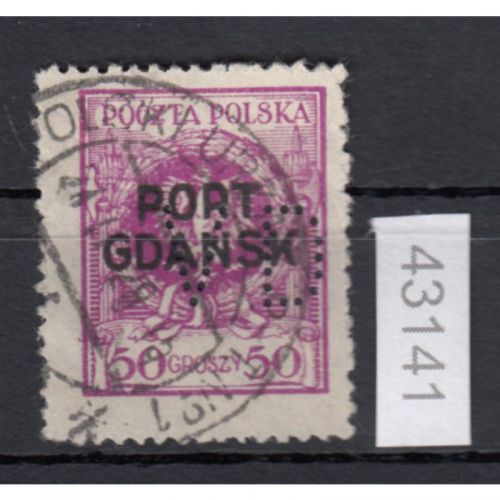 POCZTA POLSKA
PORT
GDAŃSK
50 GROSZY 50
43141